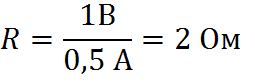 R = 1В / 0,5 А = 2 Ом